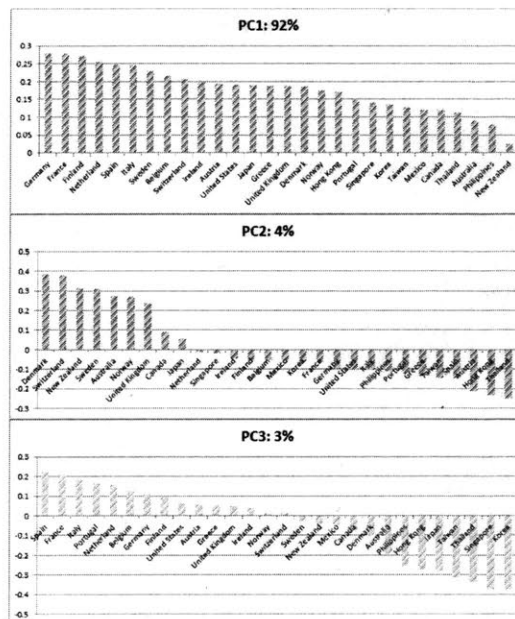 PC1: 92%
0.3
0.25
0.2
0.15
0.1
0.05
0
Germany
France
Finland
Netherlands
Spain
Italy
Sweden
Belgium
Switzerland
Ireland
Austria
United States
Japan
Greece
United Kingdom
Denmark
Norway
Hong Kong
Portugal
Singapore
Korea
Taiwan
Mexico
Canada
Thailand
Australia
Philippines
New Zealand
PC2: 4%
0.5
0.4
0.3
0.2
0.1
0
-0.1
-0.2
-0.3
Denmark
Switzerland
New Zealand
Sweden
Australia
Norway
United Kingdom
Canada
Japan
Netherland
Singapore
Ireland
Finland
Belgium
Mexico
Korea
France
Germany
United States
Italy
Philippines
Portugal
Greece
Taiwan
Spain
Austria
Hong Kong
Thailand
PC3: 3%
0.3
0.2
0.1
0
-0.1
-0.2
-0.3
-0.4
-0.5
Spain
France
Italy
Portugal
Netherland
Belgium
Germany
Finland
United States
Austria
Greece
United Kingdom
Ireland
Norway
Switzerland
Sweden
New Zealand
Mexico
Canada
Denmark
Australia
Philippines
Hong Kong
Japan
Taiwan
Thailand
Singapore
Korea